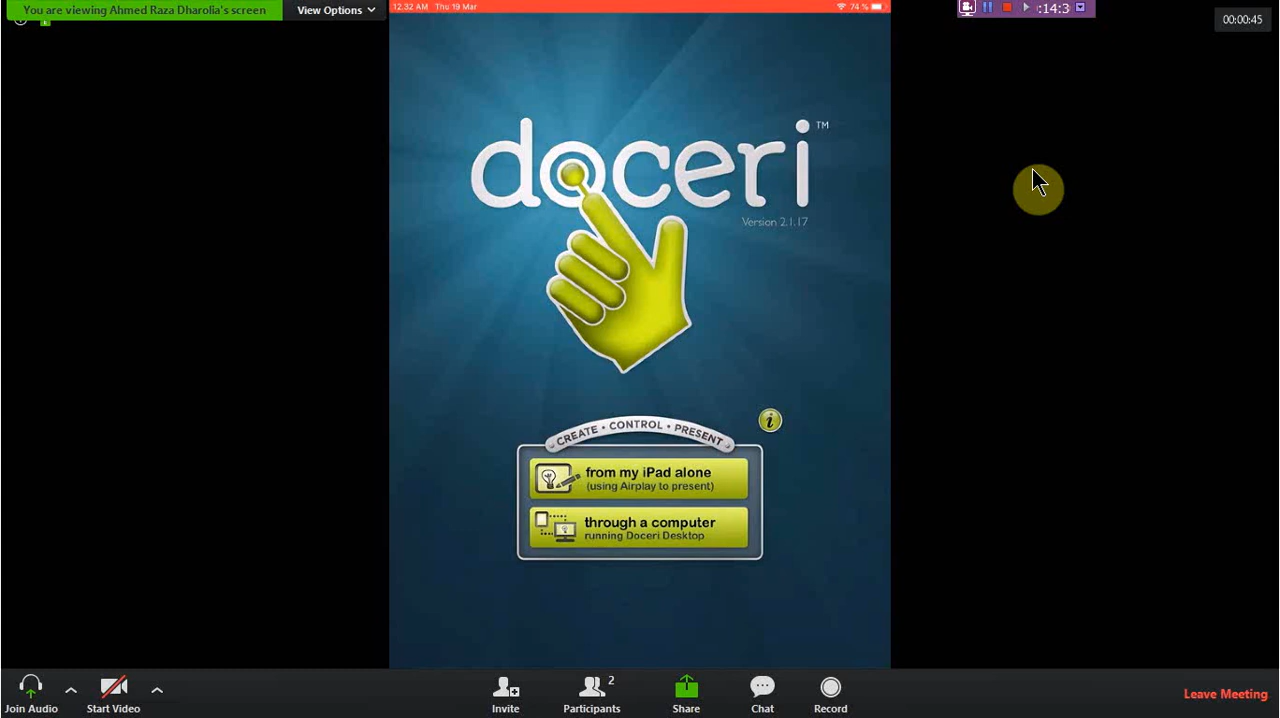 You are viewing Ahmed Raza Dharolia's screen
View Options
12.32 AM Thu 19 Mar
74 %
:14:3
00:00:45
doceri TM
Version 2.1.17
CREATE • CONTROL • PRESENT
i
from my iPad alone
(using Airplay to present)
through a computer
running Doceri Desktop
Join Audio
Start Video
Invite
2
Participants
Share
Chat
Record
Leave Meeting